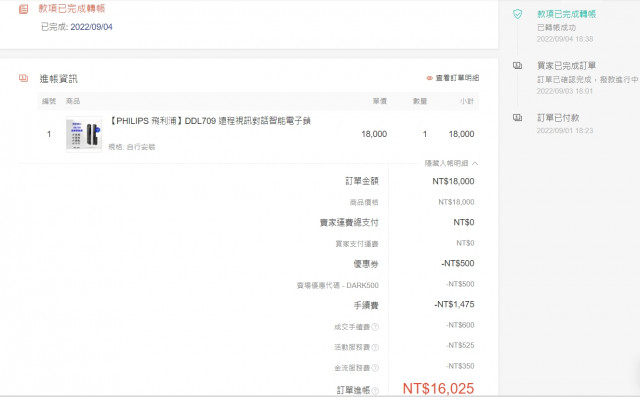 款項已完成轉帳
已完成: 2022/09/04
進帳資訊
查看訂單明細
編號 商品 單價 數量 小計
1 【PHILIPS 飛利浦】DDL709 遠程視訊對話智能電子鎖 18,000 1 18,000
規格: 自行安裝
隱藏入帳明細
訂單金額 NT$18,000
商品價格 NT$18,000
賣家運費總支付 NT$0
買家支付運費 NT$0
優惠券 -NT$500
賣場優惠代碼 - DARK500 -NT$500
手續費 -NT$1,475
成交手續費 -NT$600
活動服務費 -NT$525
金流服務費 -NT$350
訂單進帳 NT$16,025
款項已完成轉帳
已轉帳成功
2022/09/04 16:38
買家已完成訂單
訂單已確認完成，撥款進行中
2022/09/03 16:01
訂單已付款
2022/09/01 18:23